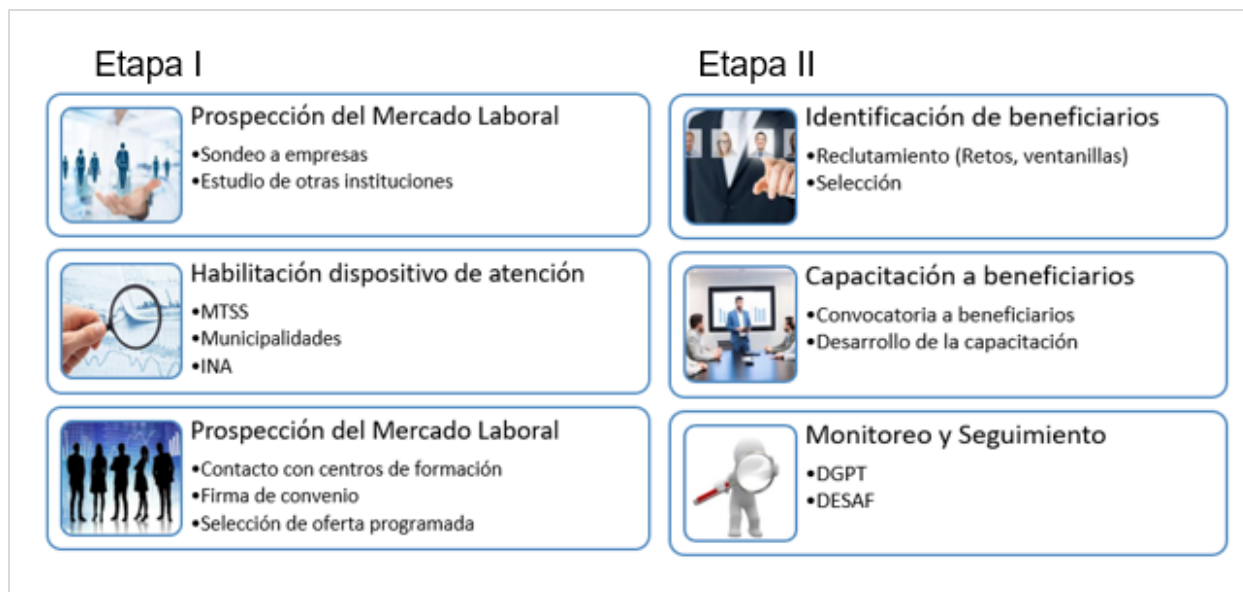 Etapa I
Prospección del Mercado Laboral
•Sondeo a empresas
•Estudio de otras instituciones
Habilitación dispositivo de atención
•MTSS
•Municipalidades
•INA
Prospección del Mercado Laboral
•Contacto con centros de formación
•Firma de convenio
•Selección de oferta programada
Etapa II
Identificación de beneficiarios
•Reclutamiento (Retos, ventanillas)
•Selección
Capacitación a beneficiarios
•Convocatoria a beneficiarios
•Desarrollo de la capacitación
Monitoreo y Seguimiento
•DGPT
•DESAF